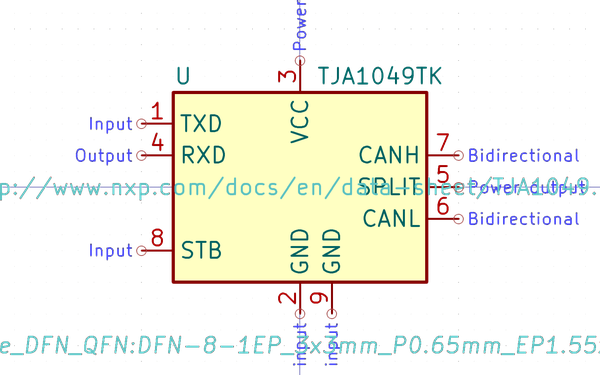 Power
3
U
TJA1049TK
VCC
Input 1 TXD
Output 4 RXD
CANH 7 Bidirectional
SPLIT 5 Power output
p://www.nxp.com/docs/en/data-sheet/TJA1049.
CANL 6 Bidirectional
Input 8 STB
GND GND
2 9
input input
e_DFN_QFN:DFN-8-1EP_3x3mm_P0.65mm_EP1.55